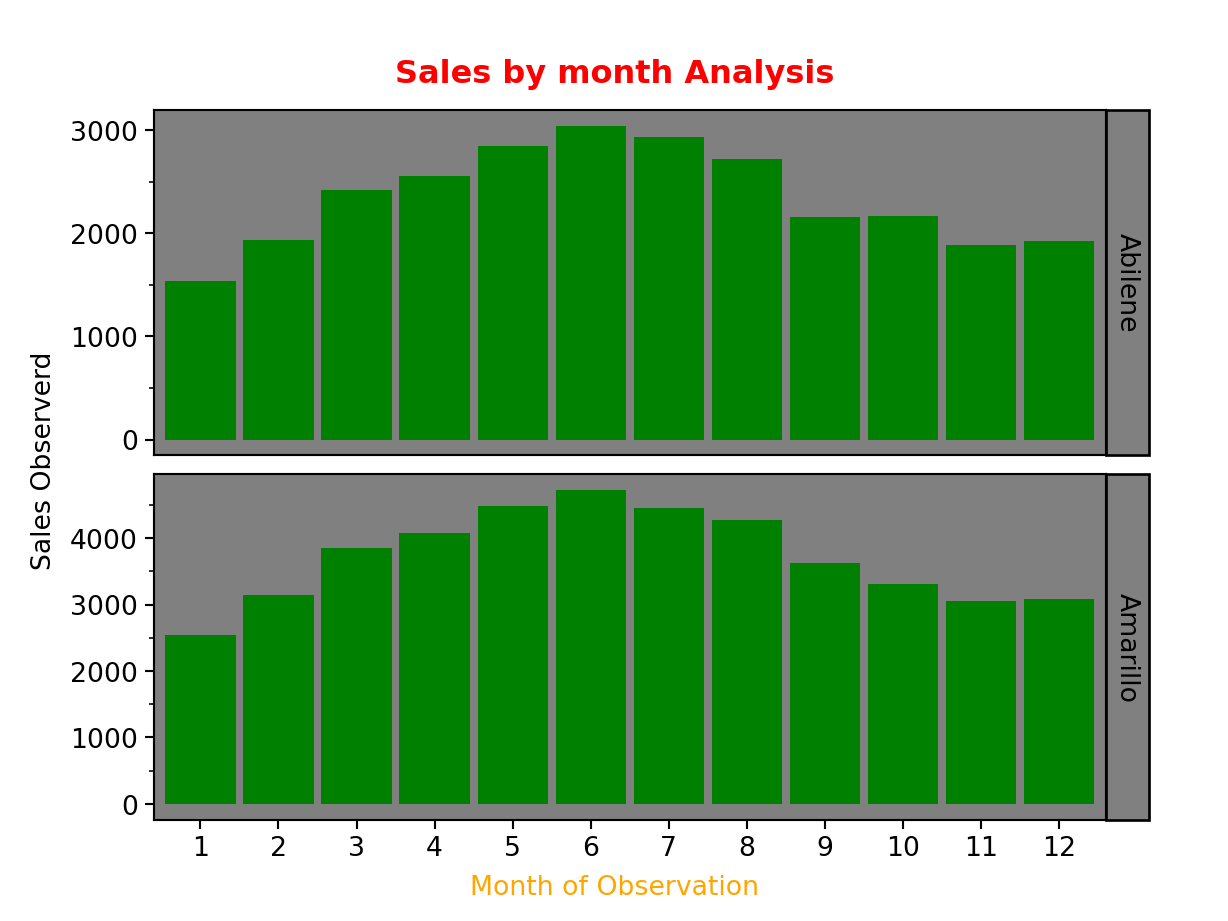 Sales by month Analysis
3000
2000
1000
0
Abilene
Sales Observerd
4000
3000
2000
1000
0
Amarillo
1 2 3 4 5 6 7 8 9 10 11 12
Month of Observation